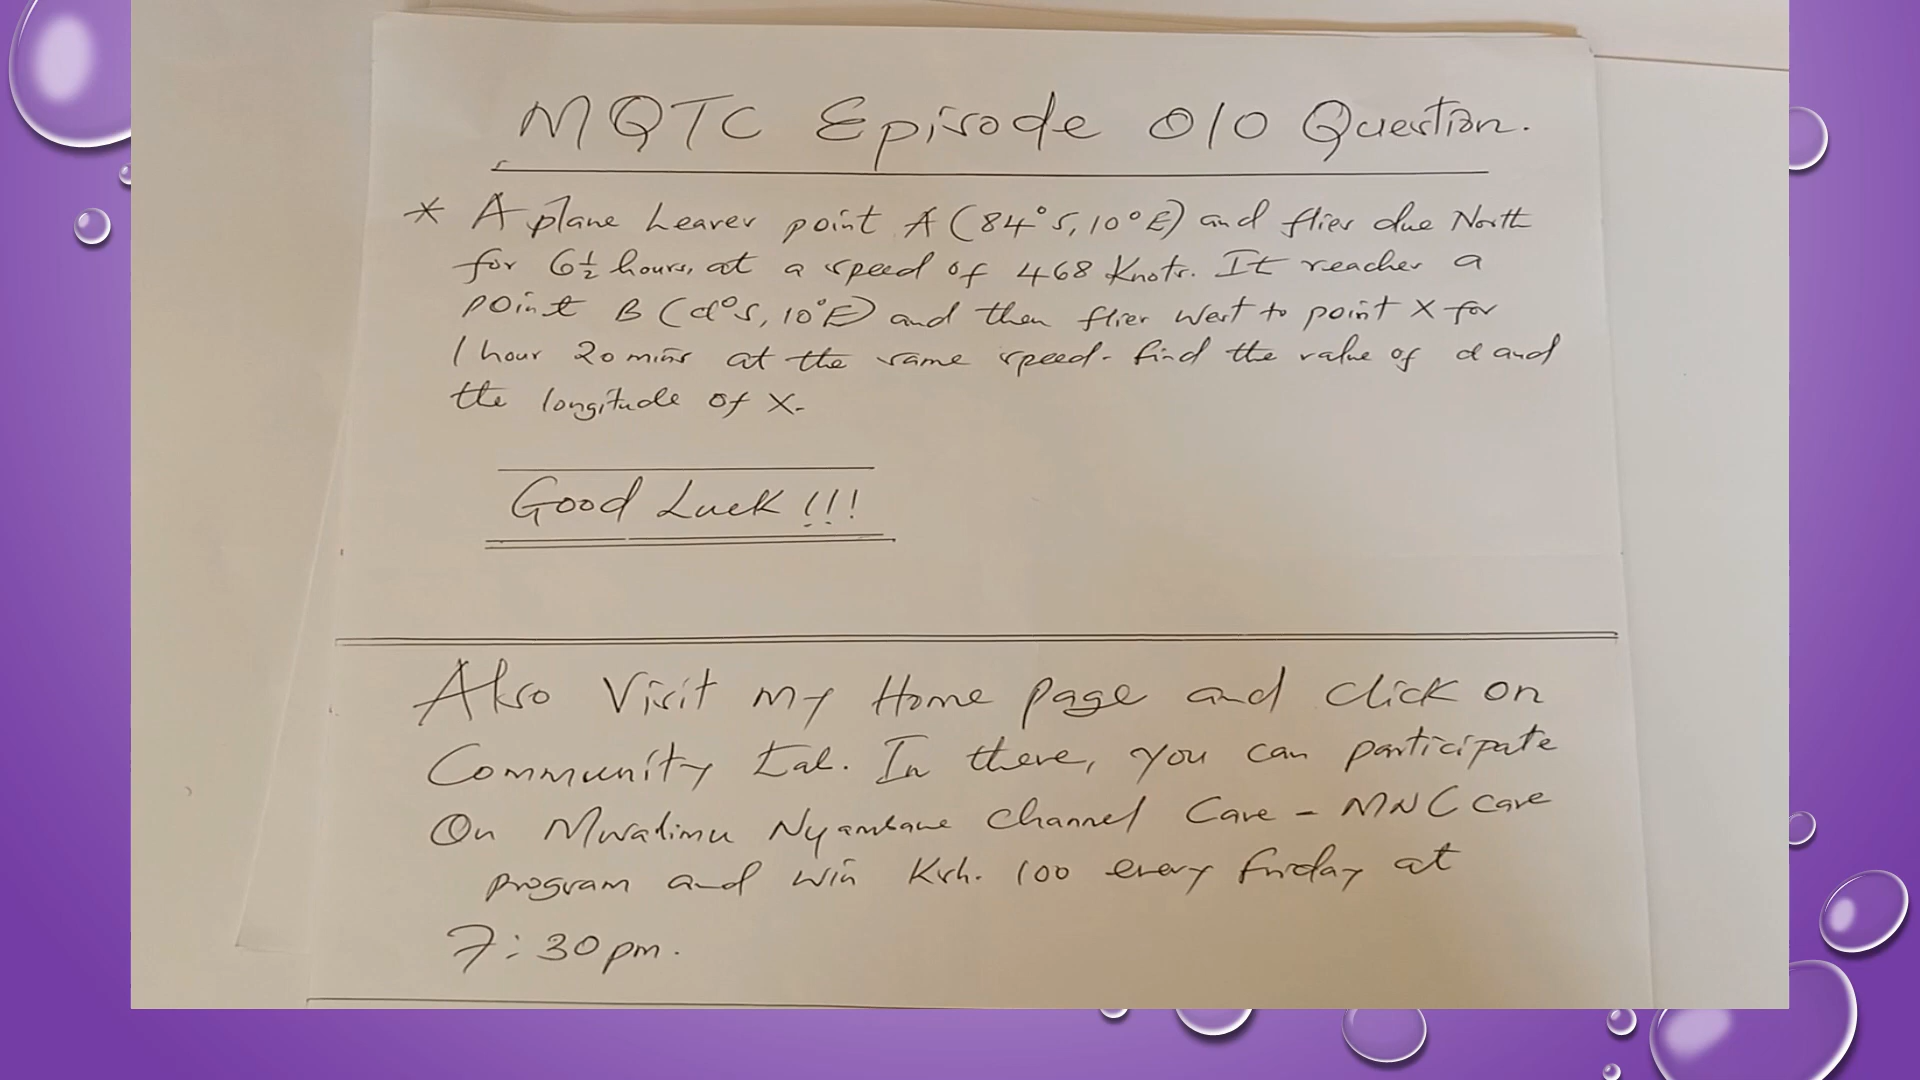 MQTC Episode 010 Question.
* A plane leaves point A (84°S, 10°E) and flies due North
for 6½ hours, at a speed of 468 Knots. It reaches a
point B (d°S, 10°E) and then flies West to point X for
1 hour 20 mins at the same speed. find the value of d and
the longitude of X.
Good Luck !!!
Also Visit my Home page and click on
Community tab. In there, you can participate
On Mwalimu Nyambane Channel Care - MNC Care
program and win Ksh. 100 every friday at
7:30 pm.